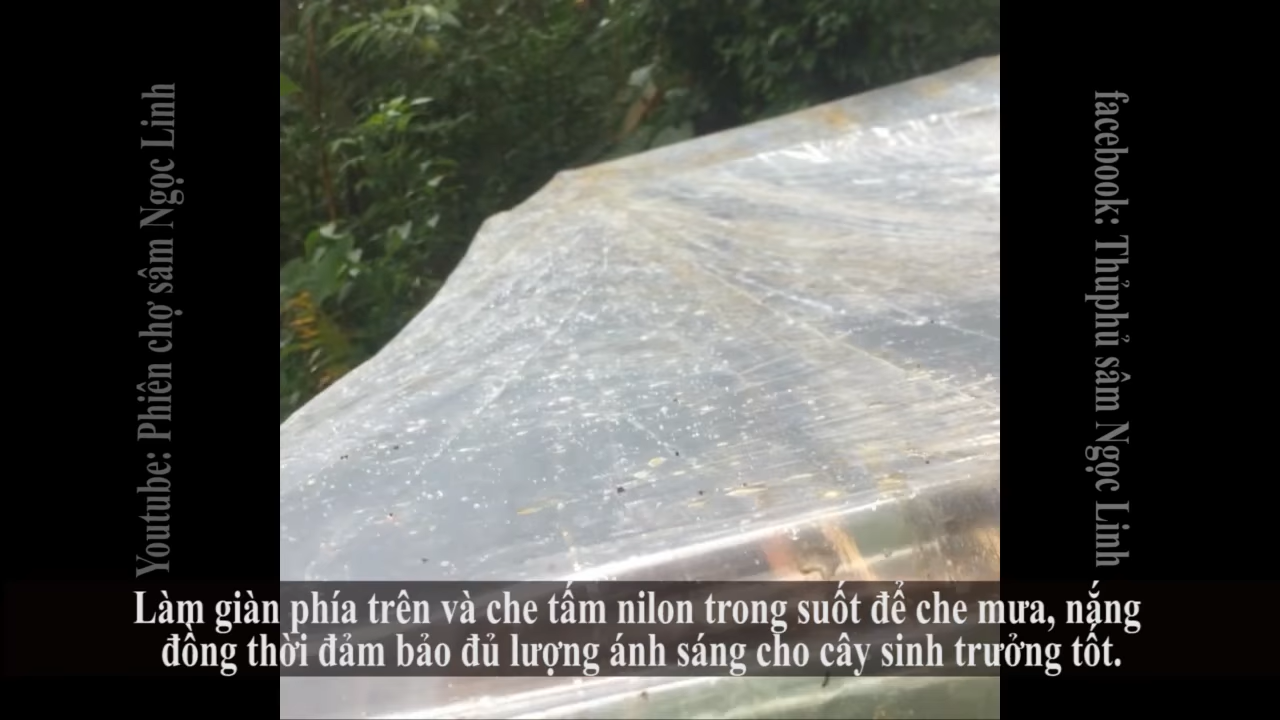 Youtube: Phiên chợ sâm Ngọc Linh
facebook: Thủphủ sâm Ngọc Linh
Làm giàn phía trên và che tấm nilon trong suốt để che mưa, nắng
đồng thời đảm bảo đủ lượng ánh sáng cho cây sinh trưởng tốt.